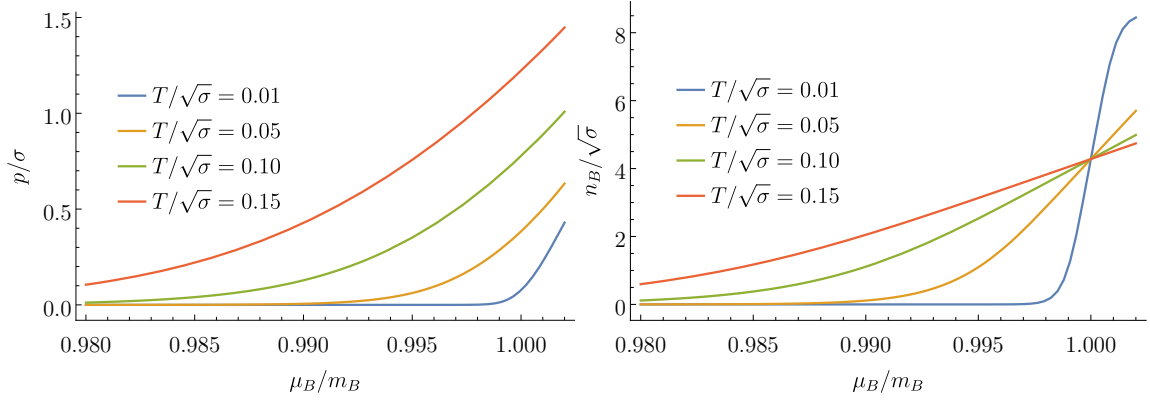 1.5
1.0
0.5
0.0
p/σ
T/√σ = 0.01
T/√σ = 0.05
T/√σ = 0.10
T/√σ = 0.15
0.980 0.985 0.990 0.995 1.000
μ_B/m_B
8
6
4
2
0
n_B/√σ
T/√σ = 0.01
T/√σ = 0.05
T/√σ = 0.10
T/√σ = 0.15
0.980 0.985 0.990 0.995 1.000
μ_B/m_B